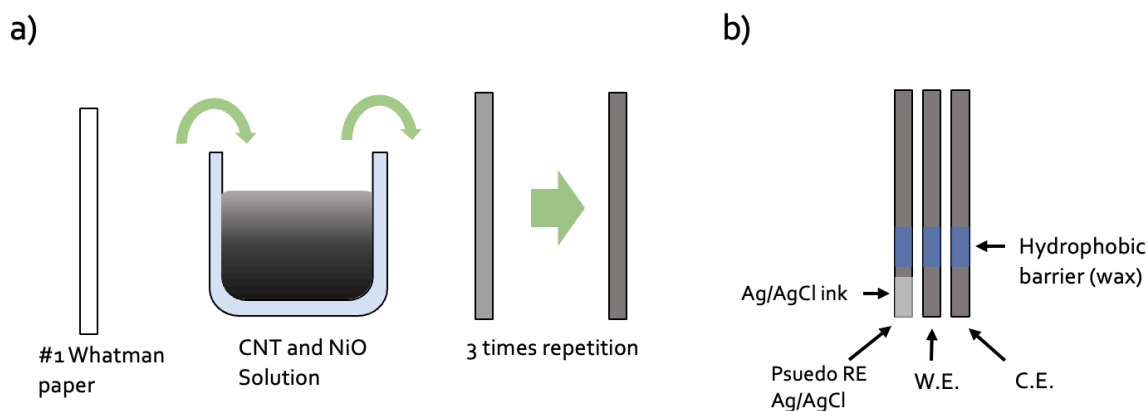 a)
#1 Whatman
paper
CNT and NiO
Solution
3 times repetition
b)
Hydrophobic
barrier (wax)
Ag/AgCl ink
Psuedo RE
Ag/AgCl
W.E.
C.E.